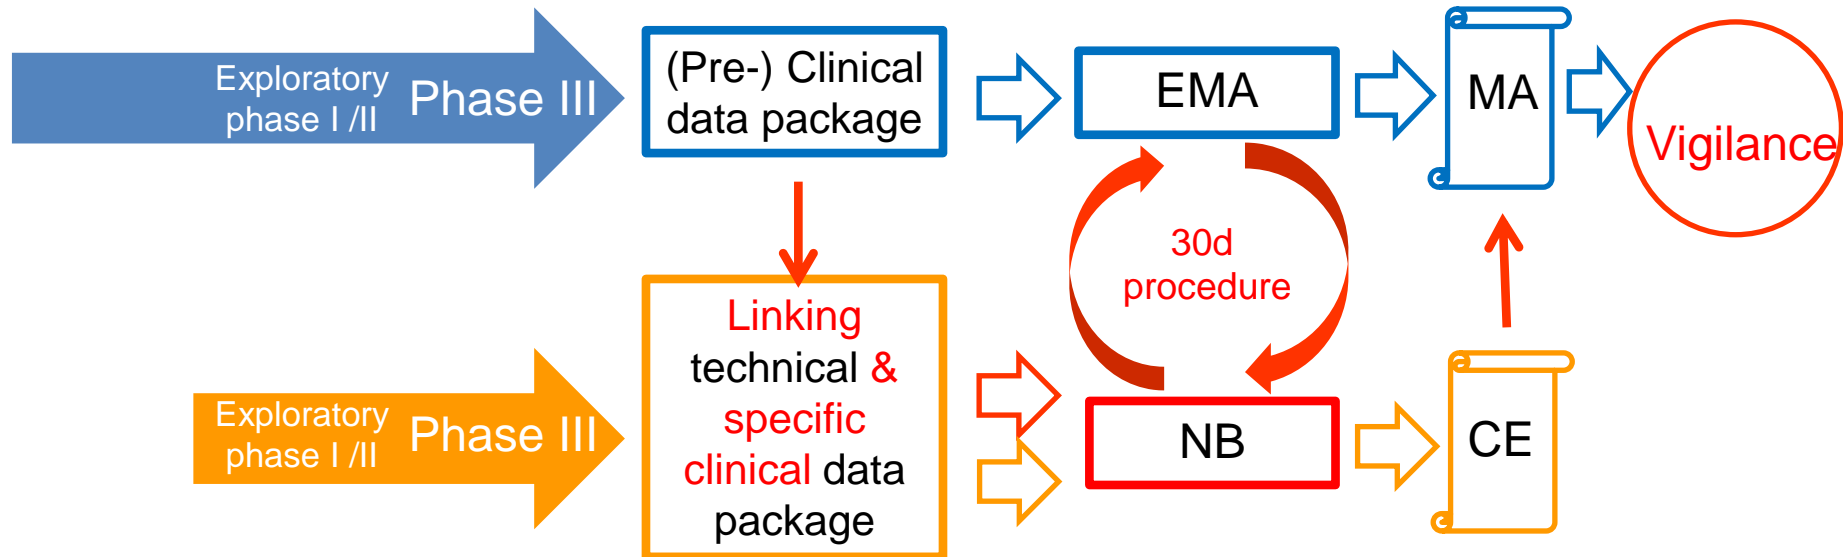 Exploratory
phase I /II
Phase III
(Pre-) Clinical
data package
EMA
MA
Vigilance
30d
procedure
Exploratory
phase I /II
Phase III
Linking
technical &
specific
clinical data
package
NB
CE